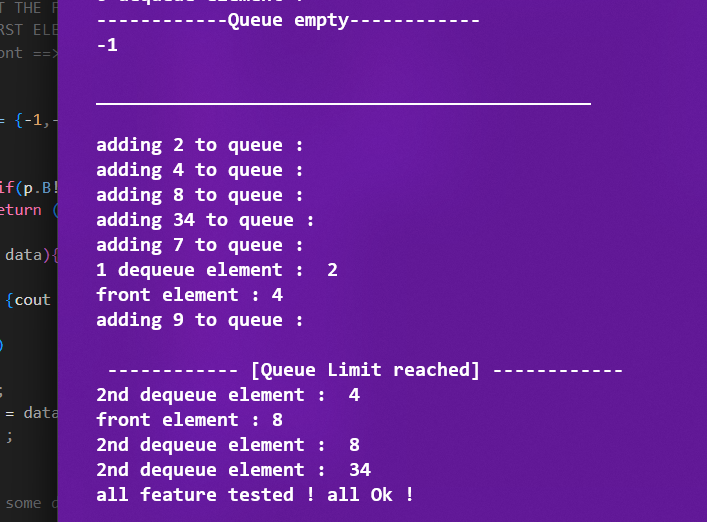 T THE F
RST ELE
ont ==>
= {-1,-
if(p.B!
eturn (
data){
{cout
)
;
= data
;
some d
dequeue element :
------------Queue empty------------
-1
adding 2 to queue :
adding 4 to queue :
adding 8 to queue :
adding 34 to queue :
adding 7 to queue :
1 dequeue element :  2
front element : 4
adding 9 to queue :
------------ [Queue Limit reached] ------------
2nd dequeue element :  4
front element : 8
2nd dequeue element :  8
2nd dequeue element :  34
all feature tested ! all Ok !